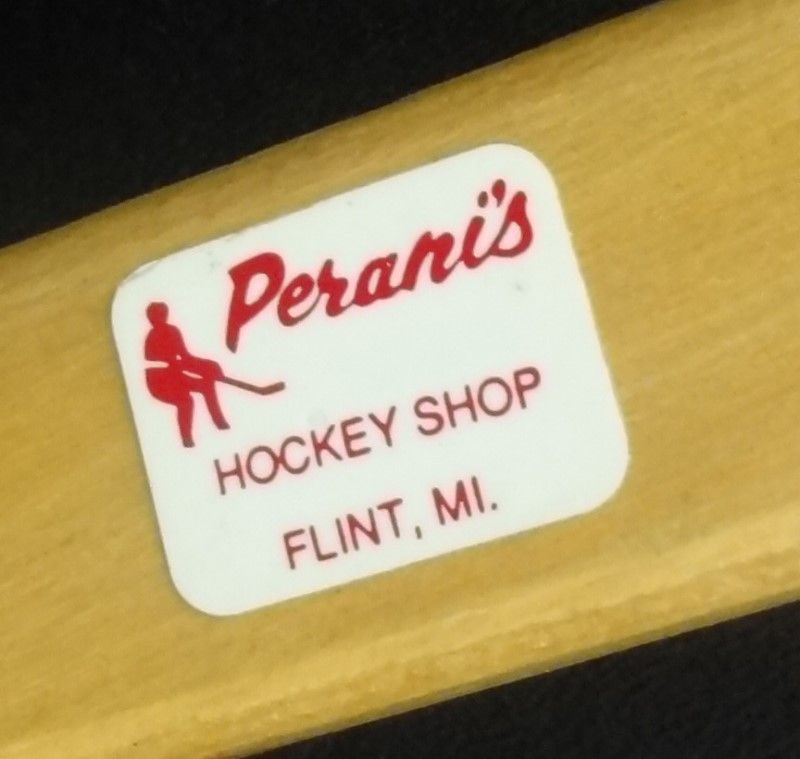 Perani's
HOCKEY SHOP
FLINT, MI.